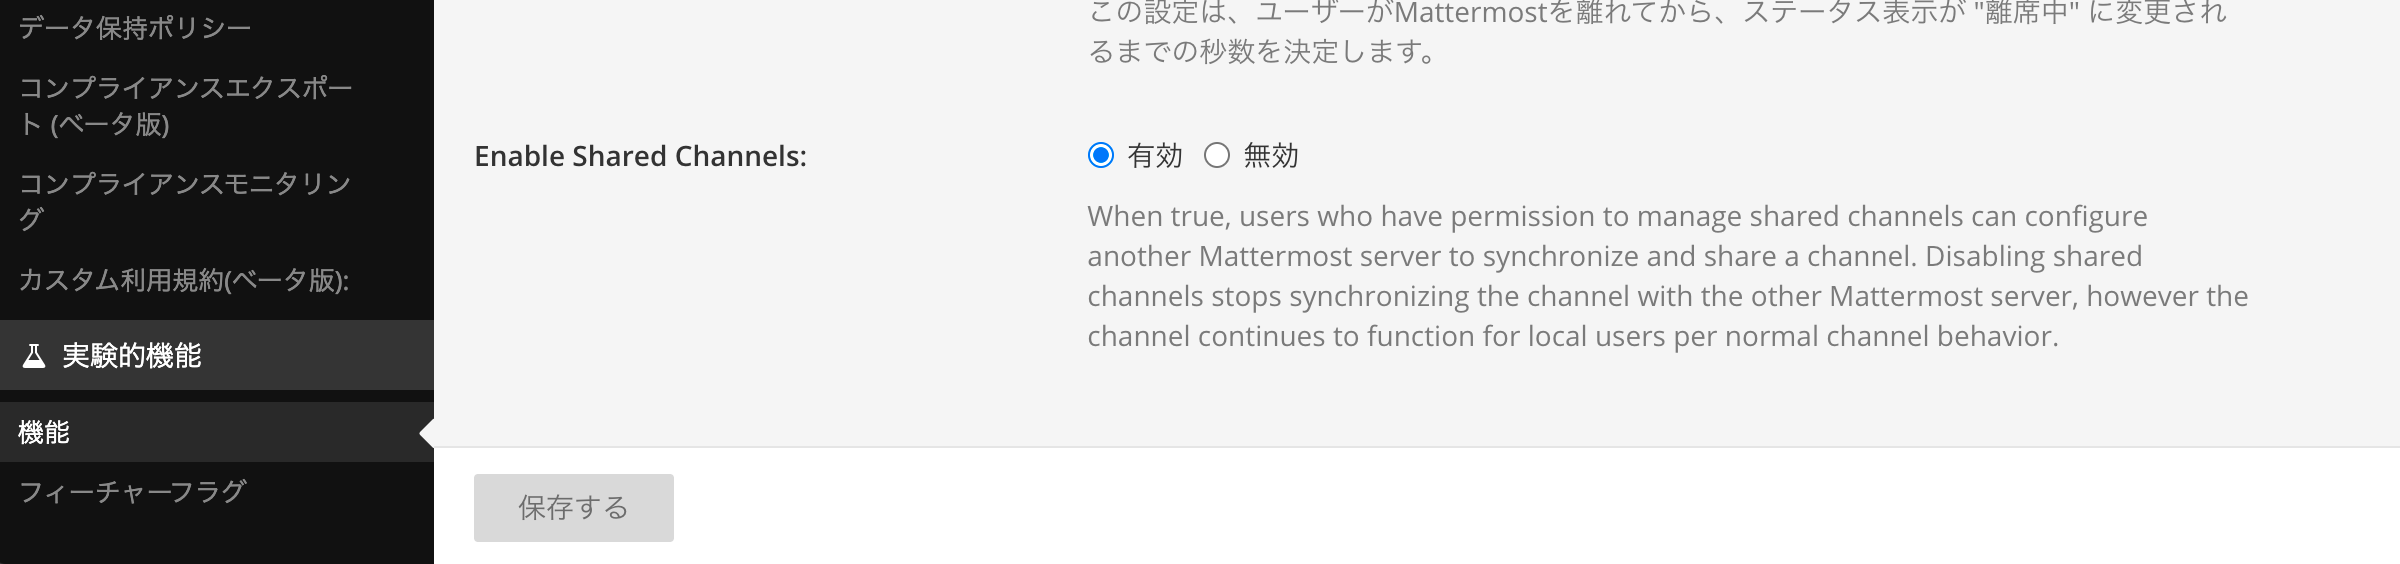 データ保持ポリシー
コンプライアンスエクスポー
ト (ベータ版)
コンプライアンスモニタリン
グ
カスタム利用規約(ベータ版):
実験的機能
機能
フィーチャーフラグ
この設定は、ユーザーがMattermostを離れてから、ステータス表示が "離席中" に変更され
るまでの秒数を決定します。
Enable Shared Channels:
有効 無効
When true, users who have permission to manage shared channels can configure
another Mattermost server to synchronize and share a channel. Disabling shared
channels stops synchronizing the channel with the other Mattermost server, however the
channel continues to function for local users per normal channel behavior.
保存する